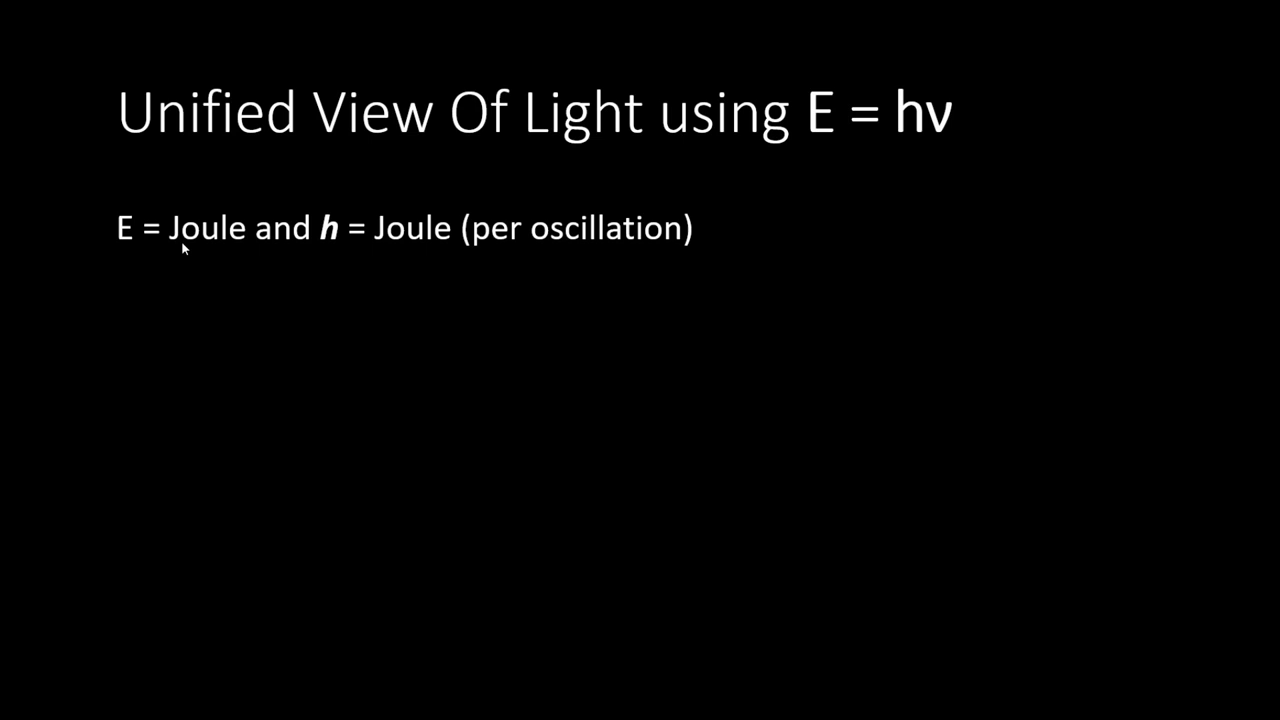 Unified View Of Light using E = hν
E = Joule and h = Joule (per oscillation)